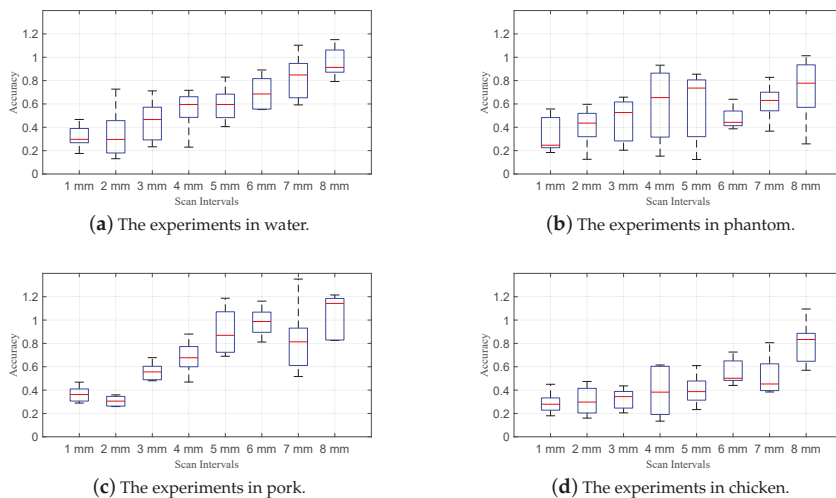 1.2
1
0.8
0.6
0.4
0.2
0
Accuracy
1 mm 2 mm 3 mm 4 mm 5 mm 6 mm 7 mm 8 mm
Scan Intervals
(a) The experiments in water.
1.2
1
0.8
0.6
0.4
0.2
0
Accuracy
1 mm 2 mm 3 mm 4 mm 5 mm 6 mm 7 mm 8 mm
Scan Intervals
(b) The experiments in phantom.
1.2
1
0.8
0.6
0.4
0.2
0
Accuracy
1 mm 2 mm 3 mm 4 mm 5 mm 6 mm 7 mm 8 mm
Scan Intervals
(c) The experiments in pork.
1.2
1
0.8
0.6
0.4
0.2
0
Accuracy
1 mm 2 mm 3 mm 4 mm 5 mm 6 mm 7 mm 8 mm
Scan Intervals
(d) The experiments in chicken.